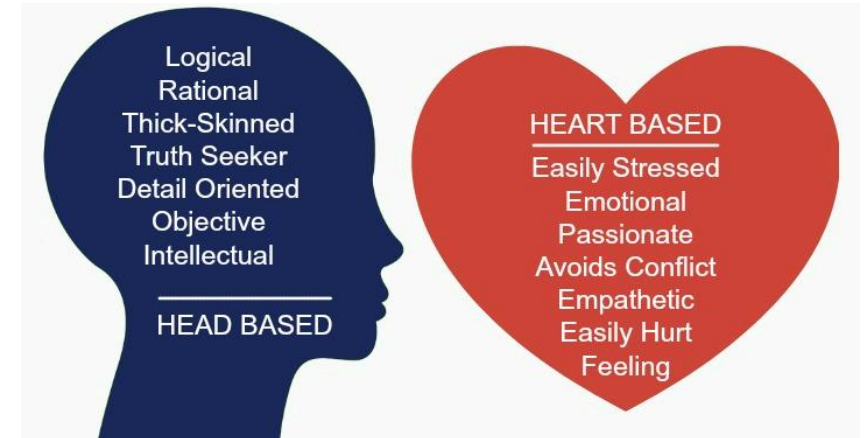 Logical
Rational
Thick-Skinned
Truth Seeker
Detail Oriented
Objective
Intellectual
HEAD BASED
HEART BASED
Easily Stressed
Emotional
Passionate
Avoids Conflict
Empathetic
Easily Hurt
Feeling